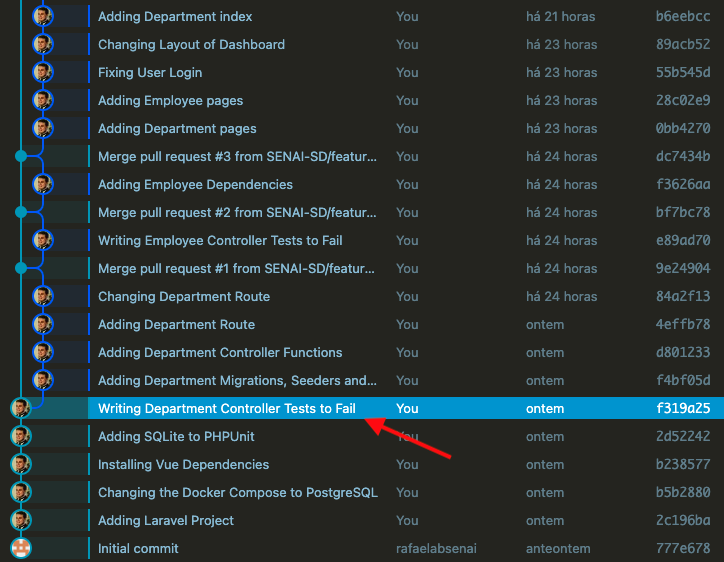 Adding Department index You há 21 horas b6eebcc
Changing Layout of Dashboard You há 23 horas 89acb52
Fixing User Login You há 23 horas 55b545d
Adding Employee pages You há 23 horas 28c02e9
Adding Department pages You há 23 horas 0bb4270
Merge pull request #3 from SENAI-SD/featur... You há 24 horas dc7434b
Adding Employee Dependencies You há 24 horas f3626aa
Merge pull request #2 from SENAI-SD/featur... You há 24 horas bf7bc78
Writing Employee Controller Tests to Fail You há 24 horas e89ad70
Merge pull request #1 from SENAI-SD/featur... You há 24 horas 9e24904
Changing Department Route You há 24 horas 84a2f13
Adding Department Route You ontem 4effb78
Adding Department Controller Functions You ontem d801233
Adding Department Migrations, Seeders and... You ontem f4bf05d
Writing Department Controller Tests to Fail You ontem f319a25
Adding SQLite to PHPUnit You ontem 2d52242
Installing Vue Dependencies You ontem b238577
Changing the Docker Compose to PostgreSQL You ontem b5b2880
Adding Laravel Project You ontem 2c196ba
Initial commit rafaelabsenai anteontem 777e678